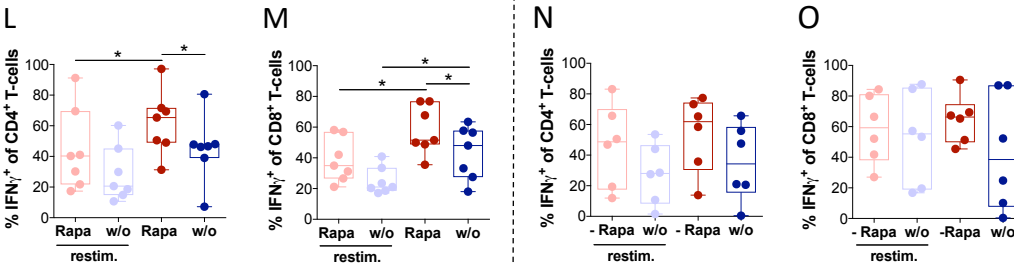 L
% IFNγ⁺ of CD4⁺ T-cells
100
80
60
40
20
0
*
*
Rapa w/o Rapa w/o
restim.
M
% IFNγ⁺ of CD8⁺ T-cells
100
80
60
40
20
0
*
*
*
Rapa w/o Rapa w/o
restim.
N
% IFNγ⁺ of CD4⁺ T-cells
100
80
60
40
20
0
- Rapa w/o - Rapa w/o
restim.
O
% IFNγ⁺ of CD8⁺ T-cells
100
80
60
40
20
0
- Rapa w/o -Rapa w/o
restim.